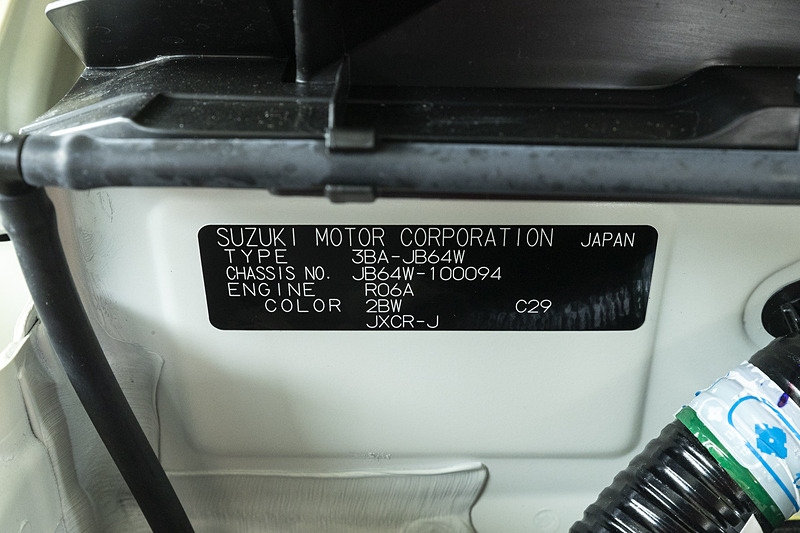 SUZUKI MOTOR CORPORATION JAPAN
TYPE 3BA-JB64W
CHASSIS NO. JB64W-100094
ENGINE R06A
COLOR 2BW C29
JXCR-J